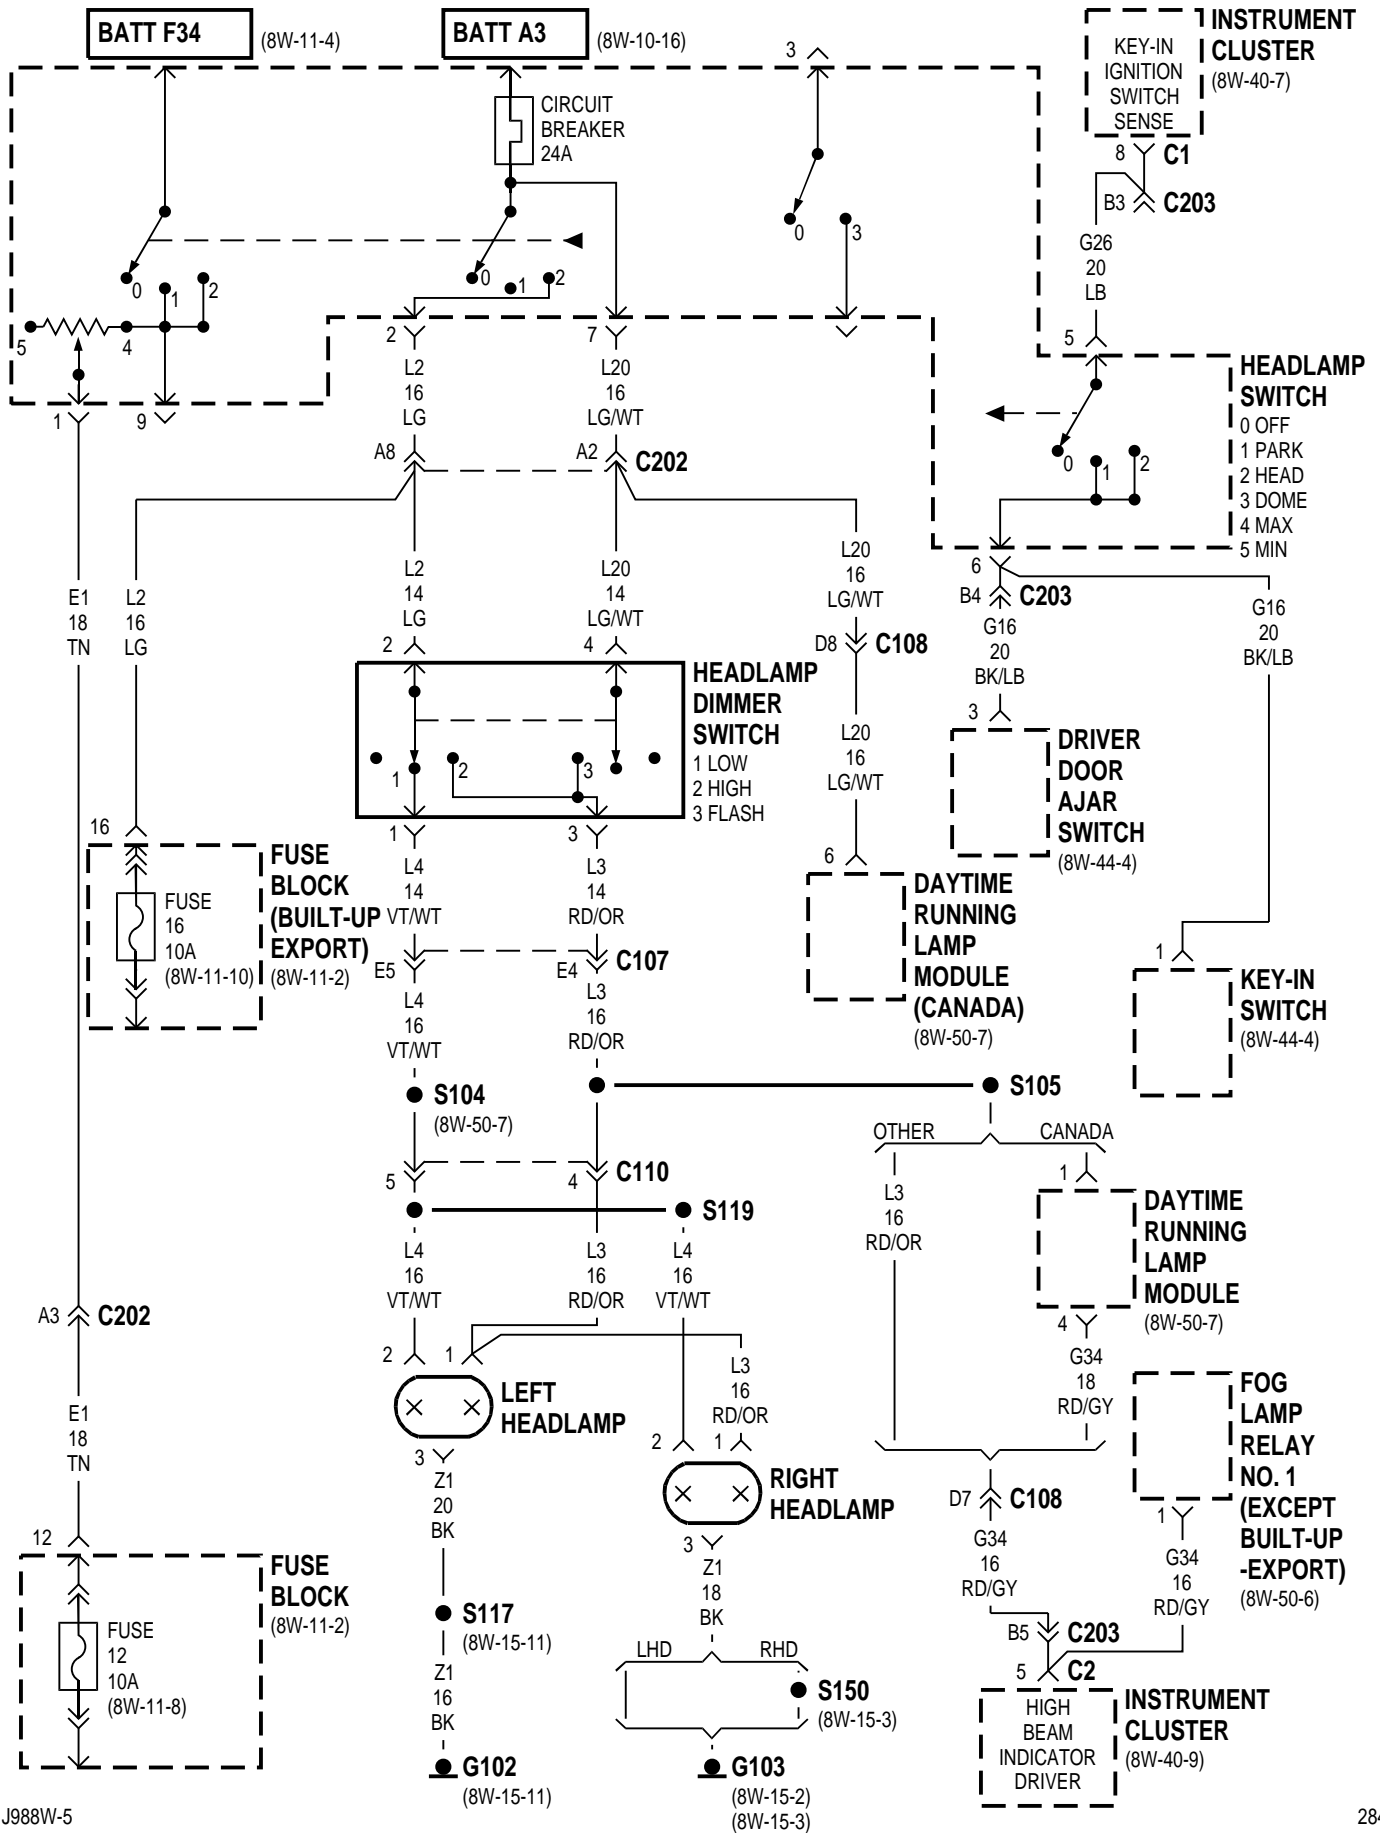 BATT F34
(8W-11-4)
BATT A3
(8W-10-16)
3
INSTRUMENT
CLUSTER
(8W-40-7)
KEY-IN
IGNITION
SWITCH
SENSE
8
C1
B3
C203
G26
20
LB
5
CIRCUIT
BREAKER
24A
0
1
2
0
1
2
0
3
5
4
1
9
2
7
L2
16
LG
L20
16
LG/WT
A8
A2
C202
HEADLAMP
SWITCH
0 OFF
1 PARK
2 HEAD
3 DOME
4 MAX
5 MIN
0
1
2
6
B4
C203
G16
20
BK/LB
G16
20
BK/LB
3
DRIVER
DOOR
AJAR
SWITCH
(8W-44-4)
E1
18
TN
L2
16
LG
L2
14
LG
L20
14
LG/WT
L20
16
LG/WT
D8
C108
L20
16
LG/WT
2
4
HEADLAMP
DIMMER
SWITCH
1 LOW
2 HIGH
3 FLASH
1
2
3
1
3
16
FUSE
BLOCK
(BUILT-UP
EXPORT)
(8W-11-2)
FUSE
16
10A
(8W-11-10)
L4
14
VT/WT
L3
14
RD/OR
E5
E4
C107
L4
16
VT/WT
L3
16
RD/OR
6
DAYTIME
RUNNING
LAMP
MODULE
(CANADA)
(8W-50-7)
1
KEY-IN
SWITCH
(8W-44-4)
S104
(8W-50-7)
S105
OTHER
CANADA
5
4
C110
S119
L3
16
RD/OR
1
DAYTIME
RUNNING
LAMP
MODULE
(8W-50-7)
4
G34
18
RD/GY
L4
16
VT/WT
L3
16
RD/OR
L4
16
VT/WT
A3
C202
2
1
LEFT
HEADLAMP
L3
16
RD/OR
E1
18
TN
3
Z1
20
BK
2
1
RIGHT
HEADLAMP
FOG
LAMP
RELAY
NO. 1
(EXCEPT
BUILT-UP
-EXPORT)
(8W-50-6)
1
G34
16
RD/GY
D7
C108
G34
16
RD/GY
12
FUSE
BLOCK
(8W-11-2)
FUSE
12
10A
(8W-11-8)
3
Z1
18
BK
S117
(8W-15-11)
Z1
16
BK
LHD
RHD
S150
(8W-15-3)
B5
C203
5
C2
INSTRUMENT
CLUSTER
(8W-40-9)
HIGH
BEAM
INDICATOR
DRIVER
G102
(8W-15-11)
G103
(8W-15-2)
(8W-15-3)
J988W-5